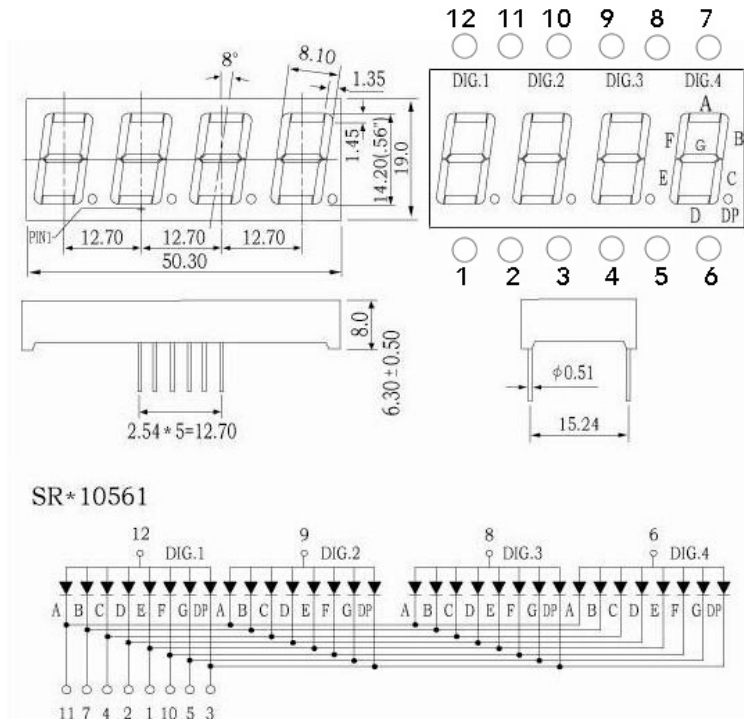 12 11 10 9 8 7
8° 8.10
1.35
DIG.1 DIG.2 DIG.3 DIG.4
A
F G B
E C
D DP
1.45
14.20(.56")
19.0
PIN1
12.70 12.70 12.70
50.30
1 2 3 4 5 6
8.0
6.30±0.50
2.54*5=12.70
φ0.51
15.24
SR*10561
12 9 8 6
DIG.1 DIG.2 DIG.3 DIG.4
A B C D E F G DP A B C D E F G DP A B C D E F G DP A B C D E F G DP
11 7 4 2 1 10 5 3